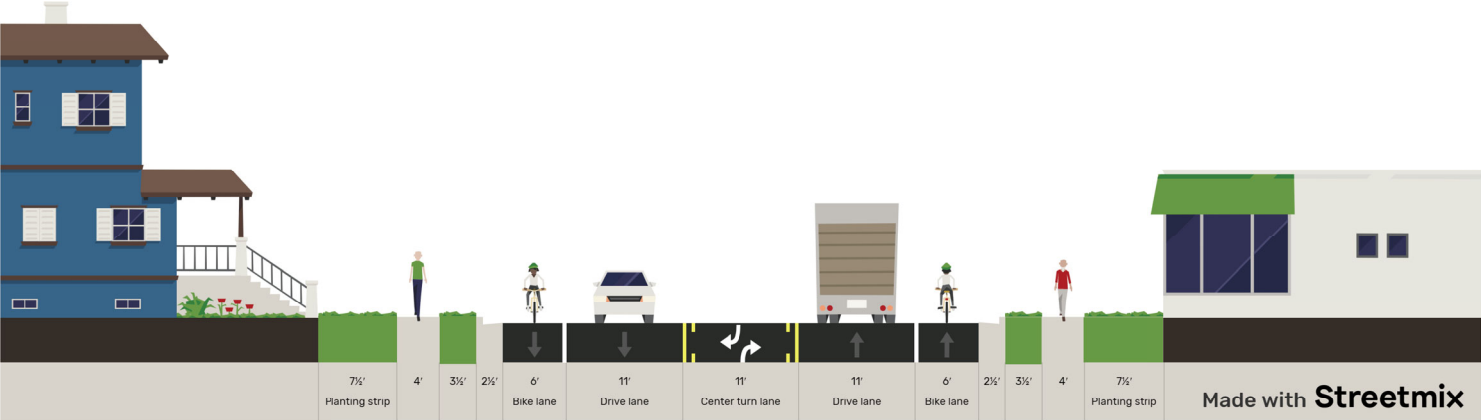 7½' 4' 3½' 2½' 6' 11' 11' 11' 6' 2½' 3½' 4' 7½'
Planting strip Bike lane Drive lane Center turn lane Drive lane Bike lane Planting strip
Made with Streetmix